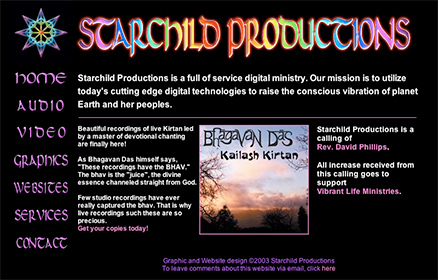 STARCHILD PRODUCTIONS
HOME
AUDIO
VIDEO
GRAPHICS
WEBSITES
SERVICES
CONTACT
Starchild Productions is a full of service digital ministry. Our mission is to utilize
today's cutting edge digital technologies to raise the conscious vibration of planet
Earth and her peoples.
Beautiful recordings of live Kirtan led
by a master of devotional chanting
are finally here!
As Bhagavan Das himself says,
"These recordings have the BHAV."
The bhav is the "juice", the divine
essence channeled straight from God.
Few studio recordings have ever
really captured the bhav. That is why
live recordings such these are so
precious.
Get your copies today!
Bhagavan Das
Kailash Kirtan
Starchild Productions is a
calling of
Rev. David Phillips.
All increase received from
this calling goes to
support
Vibrant Life Ministries.
Graphic and Website design ©2003 Starchild Productions
To leave comments about this website via email, click here